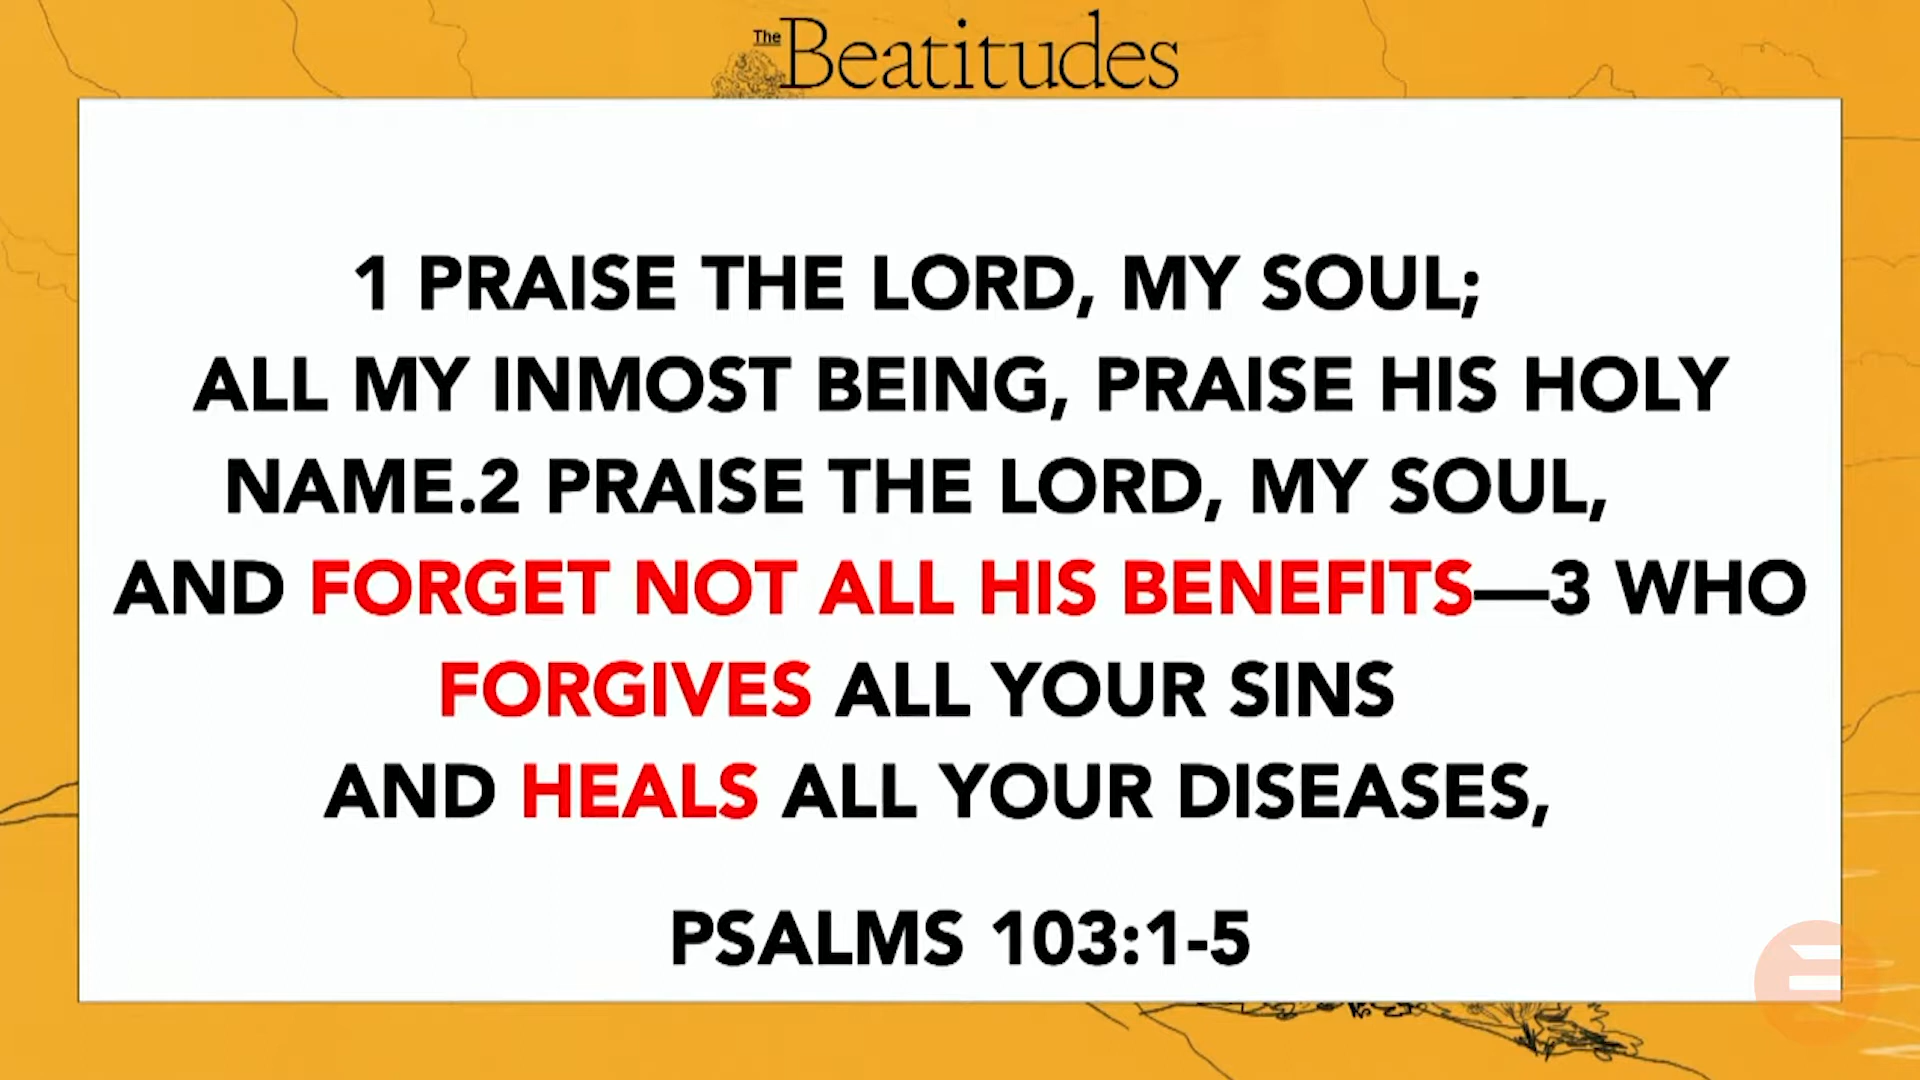 The Beatitudes
1 PRAISE THE LORD, MY SOUL;
ALL MY INMOST BEING, PRAISE HIS HOLY
NAME.2 PRAISE THE LORD, MY SOUL,
AND FORGET NOT ALL HIS BENEFITS—3 WHO
FORGIVES ALL YOUR SINS
AND HEALS ALL YOUR DISEASES,
PSALMS 103:1-5